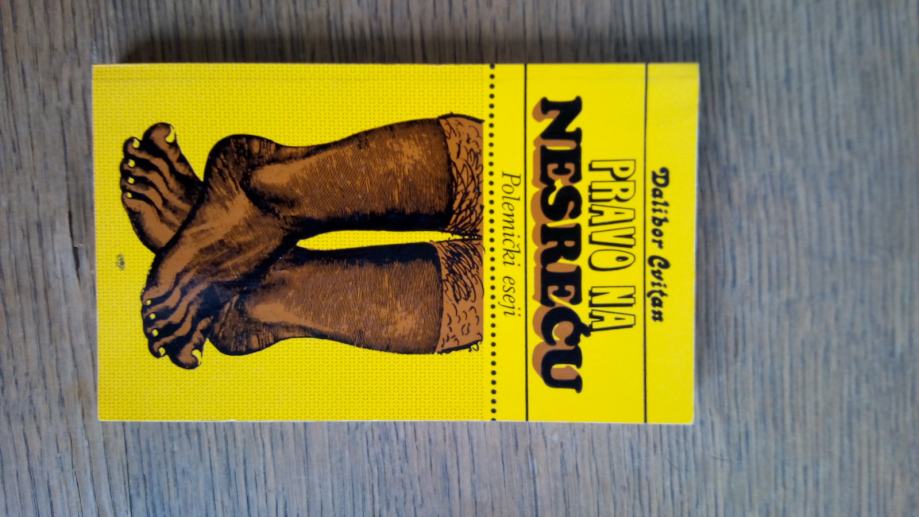 Dalibor Cvitan
PRAVO NA
NESREĆU
Polemički eseji